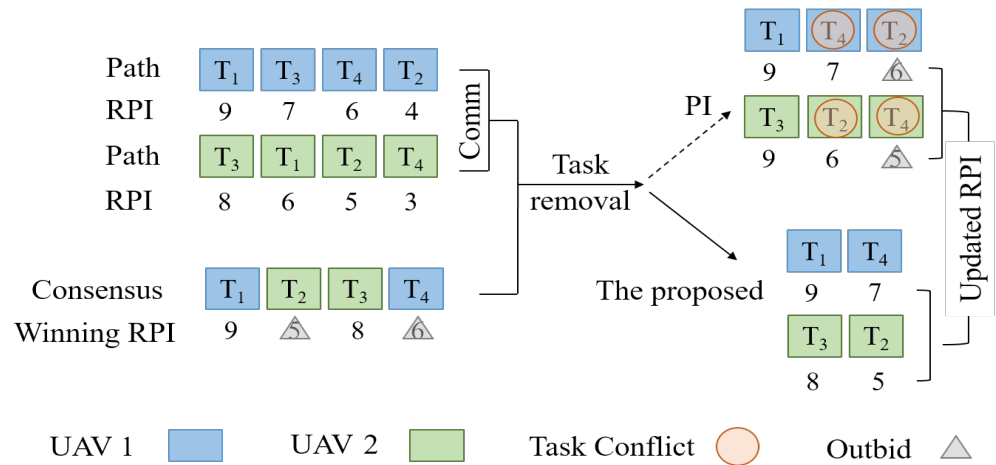 Path T₁ T₃ T₄ T₂
RPI 9 7 6 4
Path T₃ T₁ T₂ T₄
RPI 8 6 5 3
Comm
Consensus T₁ T₂ T₃ T₄
Winning RPI 9 5 8 6
Task
removal
PI
T₁ T₄ T₂
9 7 6
T₃ T₂ T₄
9 6 5
The proposed
T₁ T₄
9 7
T₃ T₂
8 5
Updated RPI
UAV 1 UAV 2 Task Conflict Outbid